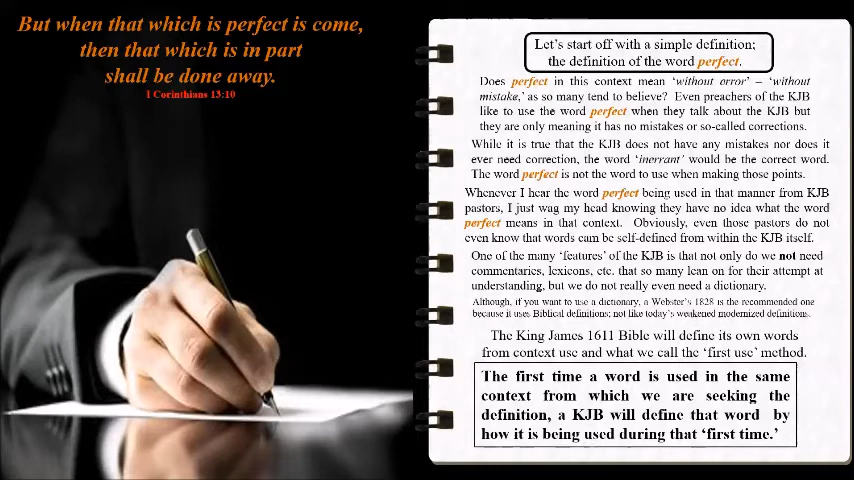 But when that which is perfect is come,
then that which is in part
shall be done away.
I Corinthians 13:10
Let's start off with a simple definition;
the definition of the word perfect.
Does perfect in this context mean 'without error' – 'without
mistake,' as so many tend to believe? Even preachers of the KJB
like to use the word perfect when they talk about the KJB but
they are only meaning it has no mistakes or so-called corrections.
While it is true that the KJB does not have any mistakes nor does it
ever need correction, the word 'inerrant' would be the correct word.
The word perfect is not the word to use when making those points.
Whenever I hear the word perfect being used in that manner from KJB
pastors, I just wag my head knowing they have no idea what the word
perfect means in that context. Obviously, even those pastors do not
even know that words cam be self-defined from within the KJB itself.
One of the many 'features' of the KJB is that not only do we not need
commentaries, lexicons, etc. that so many lean on for their attempt at
understanding, but we do not really even need a dictionary.
Although, if you want to use a dictionary, a Webster's 1828 is the recommended one
because it uses Biblical definitions; not like today's weakened modernized definitions.
The King James 1611 Bible will define its own words
from context use and what we call the 'first use' method.
The first time a word is used in the same
context from which we are seeking the
definition, a KJB will define that word by
how it is being used during that 'first time.'